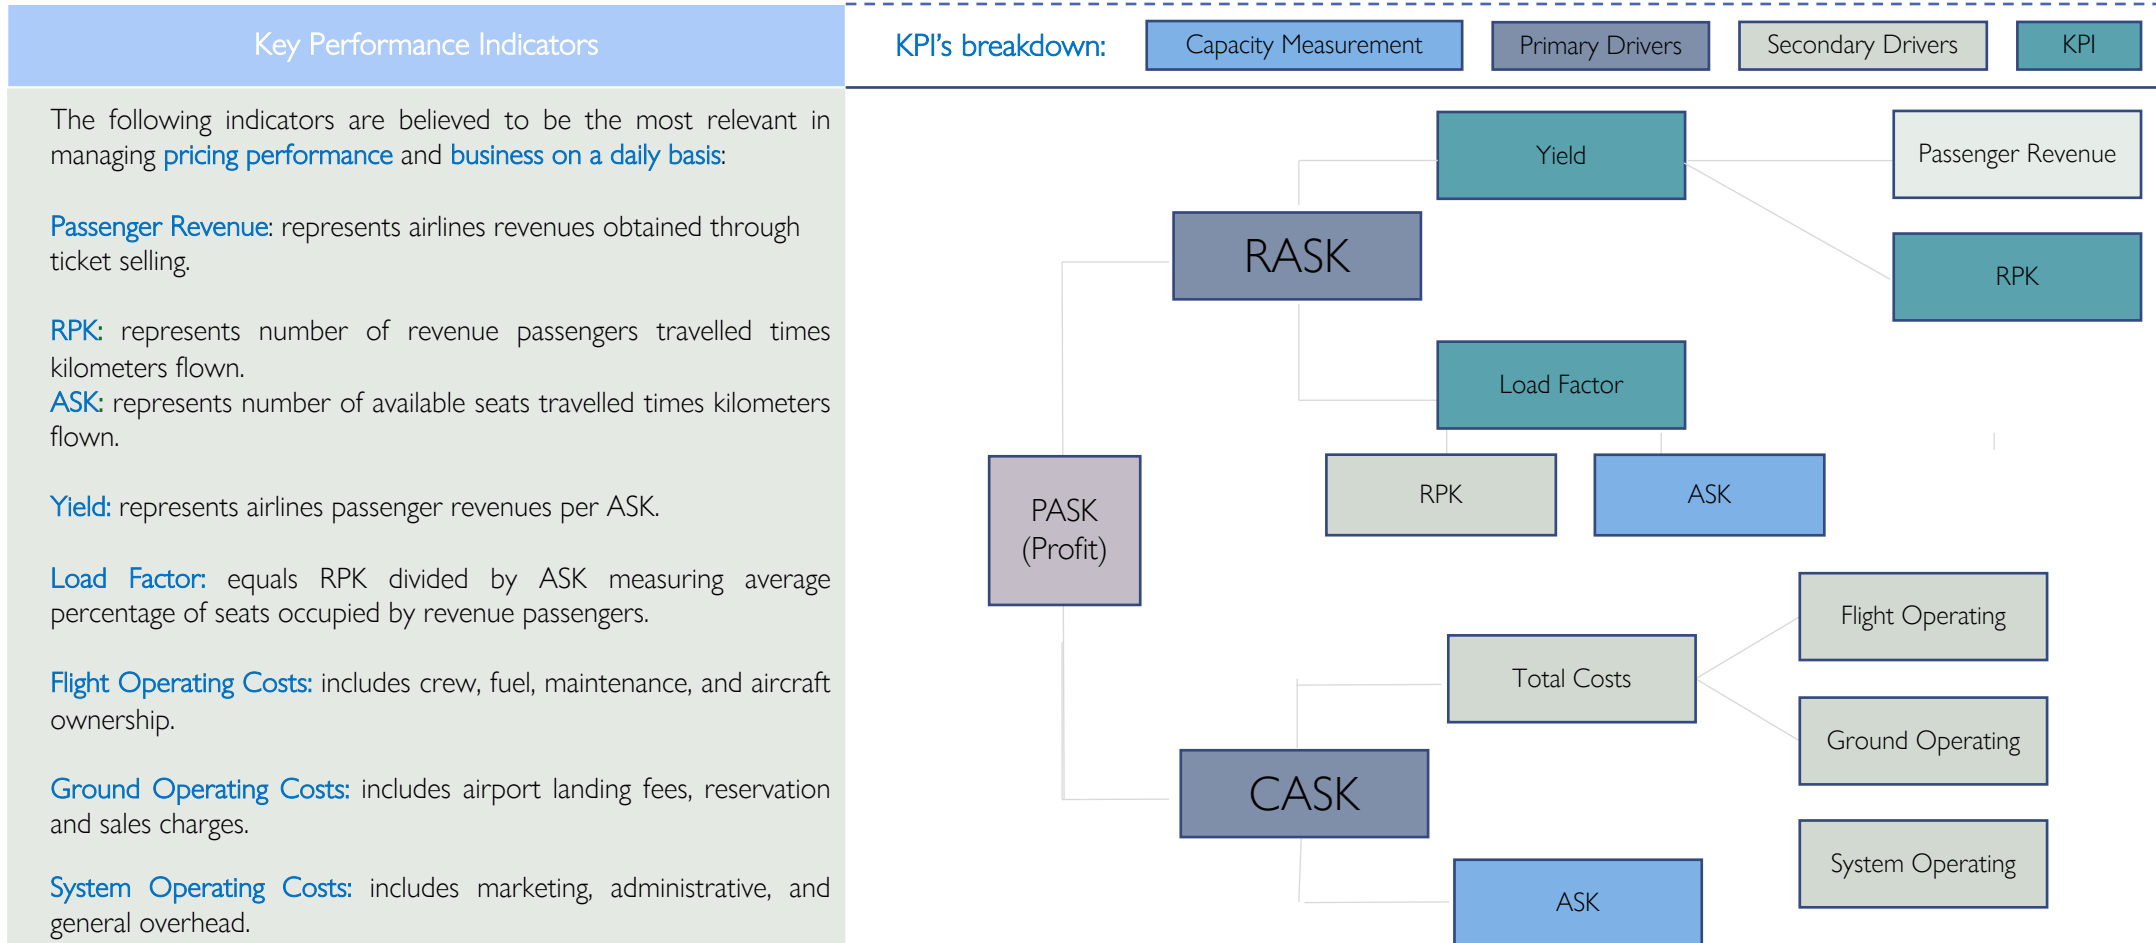 Key Performance Indicators
The following indicators are believed to be the most relevant in
managing pricing performance and business on a daily basis:
Passenger Revenue: represents airlines revenues obtained through
ticket selling.
RPK: represents number of revenue passengers travelled times
kilometers flown.
ASK: represents number of available seats travelled times kilometers
flown.
Yield: represents airlines passenger revenues per ASK.
Load Factor: equals RPK divided by ASK measuring average
percentage of seats occupied by revenue passengers.
Flight Operating Costs: includes crew, fuel, maintenance, and aircraft
ownership.
Ground Operating Costs: includes airport landing fees, reservation
and sales charges.
System Operating Costs: includes marketing, administrative, and
general overhead.
KPI's breakdown:
Capacity Measurement
Primary Drivers
Secondary Drivers
KPI
Yield
Passenger Revenue
RASK
RPK
Load Factor
RPK
ASK
PASK
(Profit)
Flight Operating
Total Costs
Ground Operating
CASK
System Operating
ASK